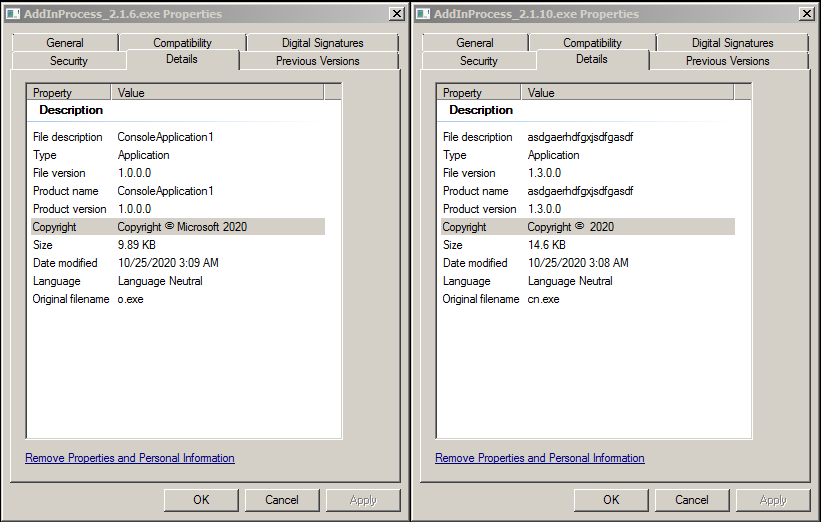 AddInProcess_2.1.6.exe Properties
General Compatibility Digital Signatures
Security Details Previous Versions
Property Value
Description
File description ConsoleApplication1
Type Application
File version 1.0.0.0
Product name ConsoleApplication1
Product version 1.0.0.0
Copyright Copyright © Microsoft 2020
Size 9.89 KB
Date modified 10/25/2020 3:09 AM
Language Language Neutral
Original filename o.exe
Remove Properties and Personal Information
OK Cancel Apply
AddInProcess_2.1.10.exe Properties
General Compatibility Digital Signatures
Security Details Previous Versions
Property Value
Description
File description asdgaerhdfgxjsdfgasdf
Type Application
File version 1.3.0.0
Product name asdgaerhdfgxjsdfgasdf
Product version 1.3.0.0
Copyright Copyright © 2020
Size 14.6 KB
Date modified 10/25/2020 3:08 AM
Language Language Neutral
Original filename cn.exe
Remove Properties and Personal Information
OK Cancel Apply